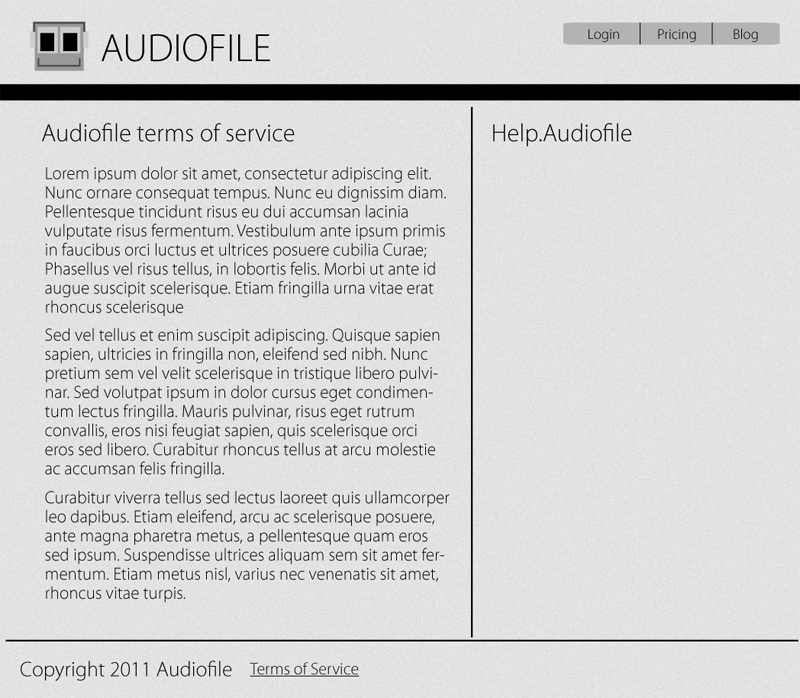 AUDIOFILE
Login
Pricing
Blog
Audiofile terms of service
Lorem ipsum dolor sit amet, consectetur adipiscing elit.
Nunc ornare consequat tempus. Nunc eu dignissim diam.
Pellentesque tincidunt risus eu dui accumsan lacinia
vulputate risus fermentum. Vestibulum ante ipsum primis
in faucibus orci luctus et ultrices posuere cubilia Curae;
Phasellus vel risus tellus, in lobortis felis. Morbi ut ante id
augue suscipit scelerisque. Etiam fringilla urna vitae erat
rhoncus scelerisque
Sed vel tellus et enim suscipit adipiscing. Quisque sapien
sapien, ultricies in fringilla non, eleifend sed nibh. Nunc
pretium sem vel velit scelerisque in tristique libero pulvi-
nar. Sed volutpat ipsum in dolor cursus eget condimen-
tum lectus fringilla. Mauris pulvinar, risus eget rutrum
convallis, eros nisi feugiat sapien, quis scelerisque orci
eros sed libero. Curabitur rhoncus tellus at arcu molestie
ac accumsan felis fringilla.
Curabitur viverra tellus sed lectus laoreet quis ullamcorper
leo dapibus. Etiam eleifend, arcu ac scelerisque posuere,
ante magna pharetra metus, a pellentesque quam eros
sed ipsum. Suspendisse ultrices aliquam sem sit amet fer-
mentum. Etiam metus nisl, varius nec venenatis sit amet,
rhoncus vitae turpis.
Help.Audiofile
Copyright 2011 Audiofile
Terms of Service